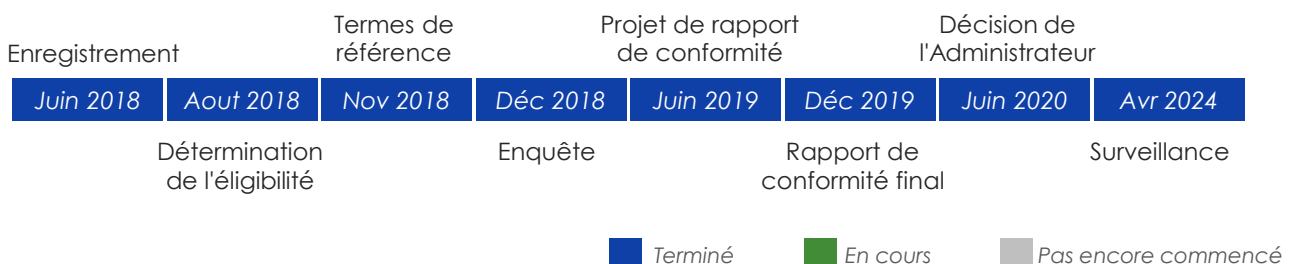 Enregistrement
Termes de
référence
Projet de rapport
de conformité
Décision de
l'Administrateur
Juin 2018
Aout 2018
Nov 2018
Déc 2018
Juin 2019
Déc 2019
Juin 2020
Avr 2024
Détermination
de l'éligibilité
Enquête
Rapport de
conformité final
Surveillance
Terminé
En cours
Pas encore commencé